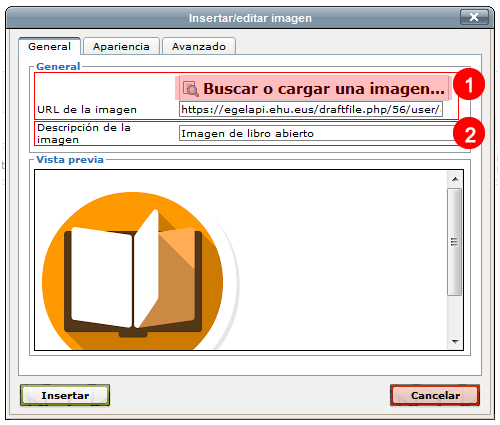 Insertar/editar imagen
General Apariencia Avanzado
General
Buscar o cargar una imagen...
1
URL de la imagen https://egelapi.ehu.eus/draftfile.php/56/user/
Descripción de la
imagen
Imagen de libro abierto
2
Vista previa
Insertar Cancelar